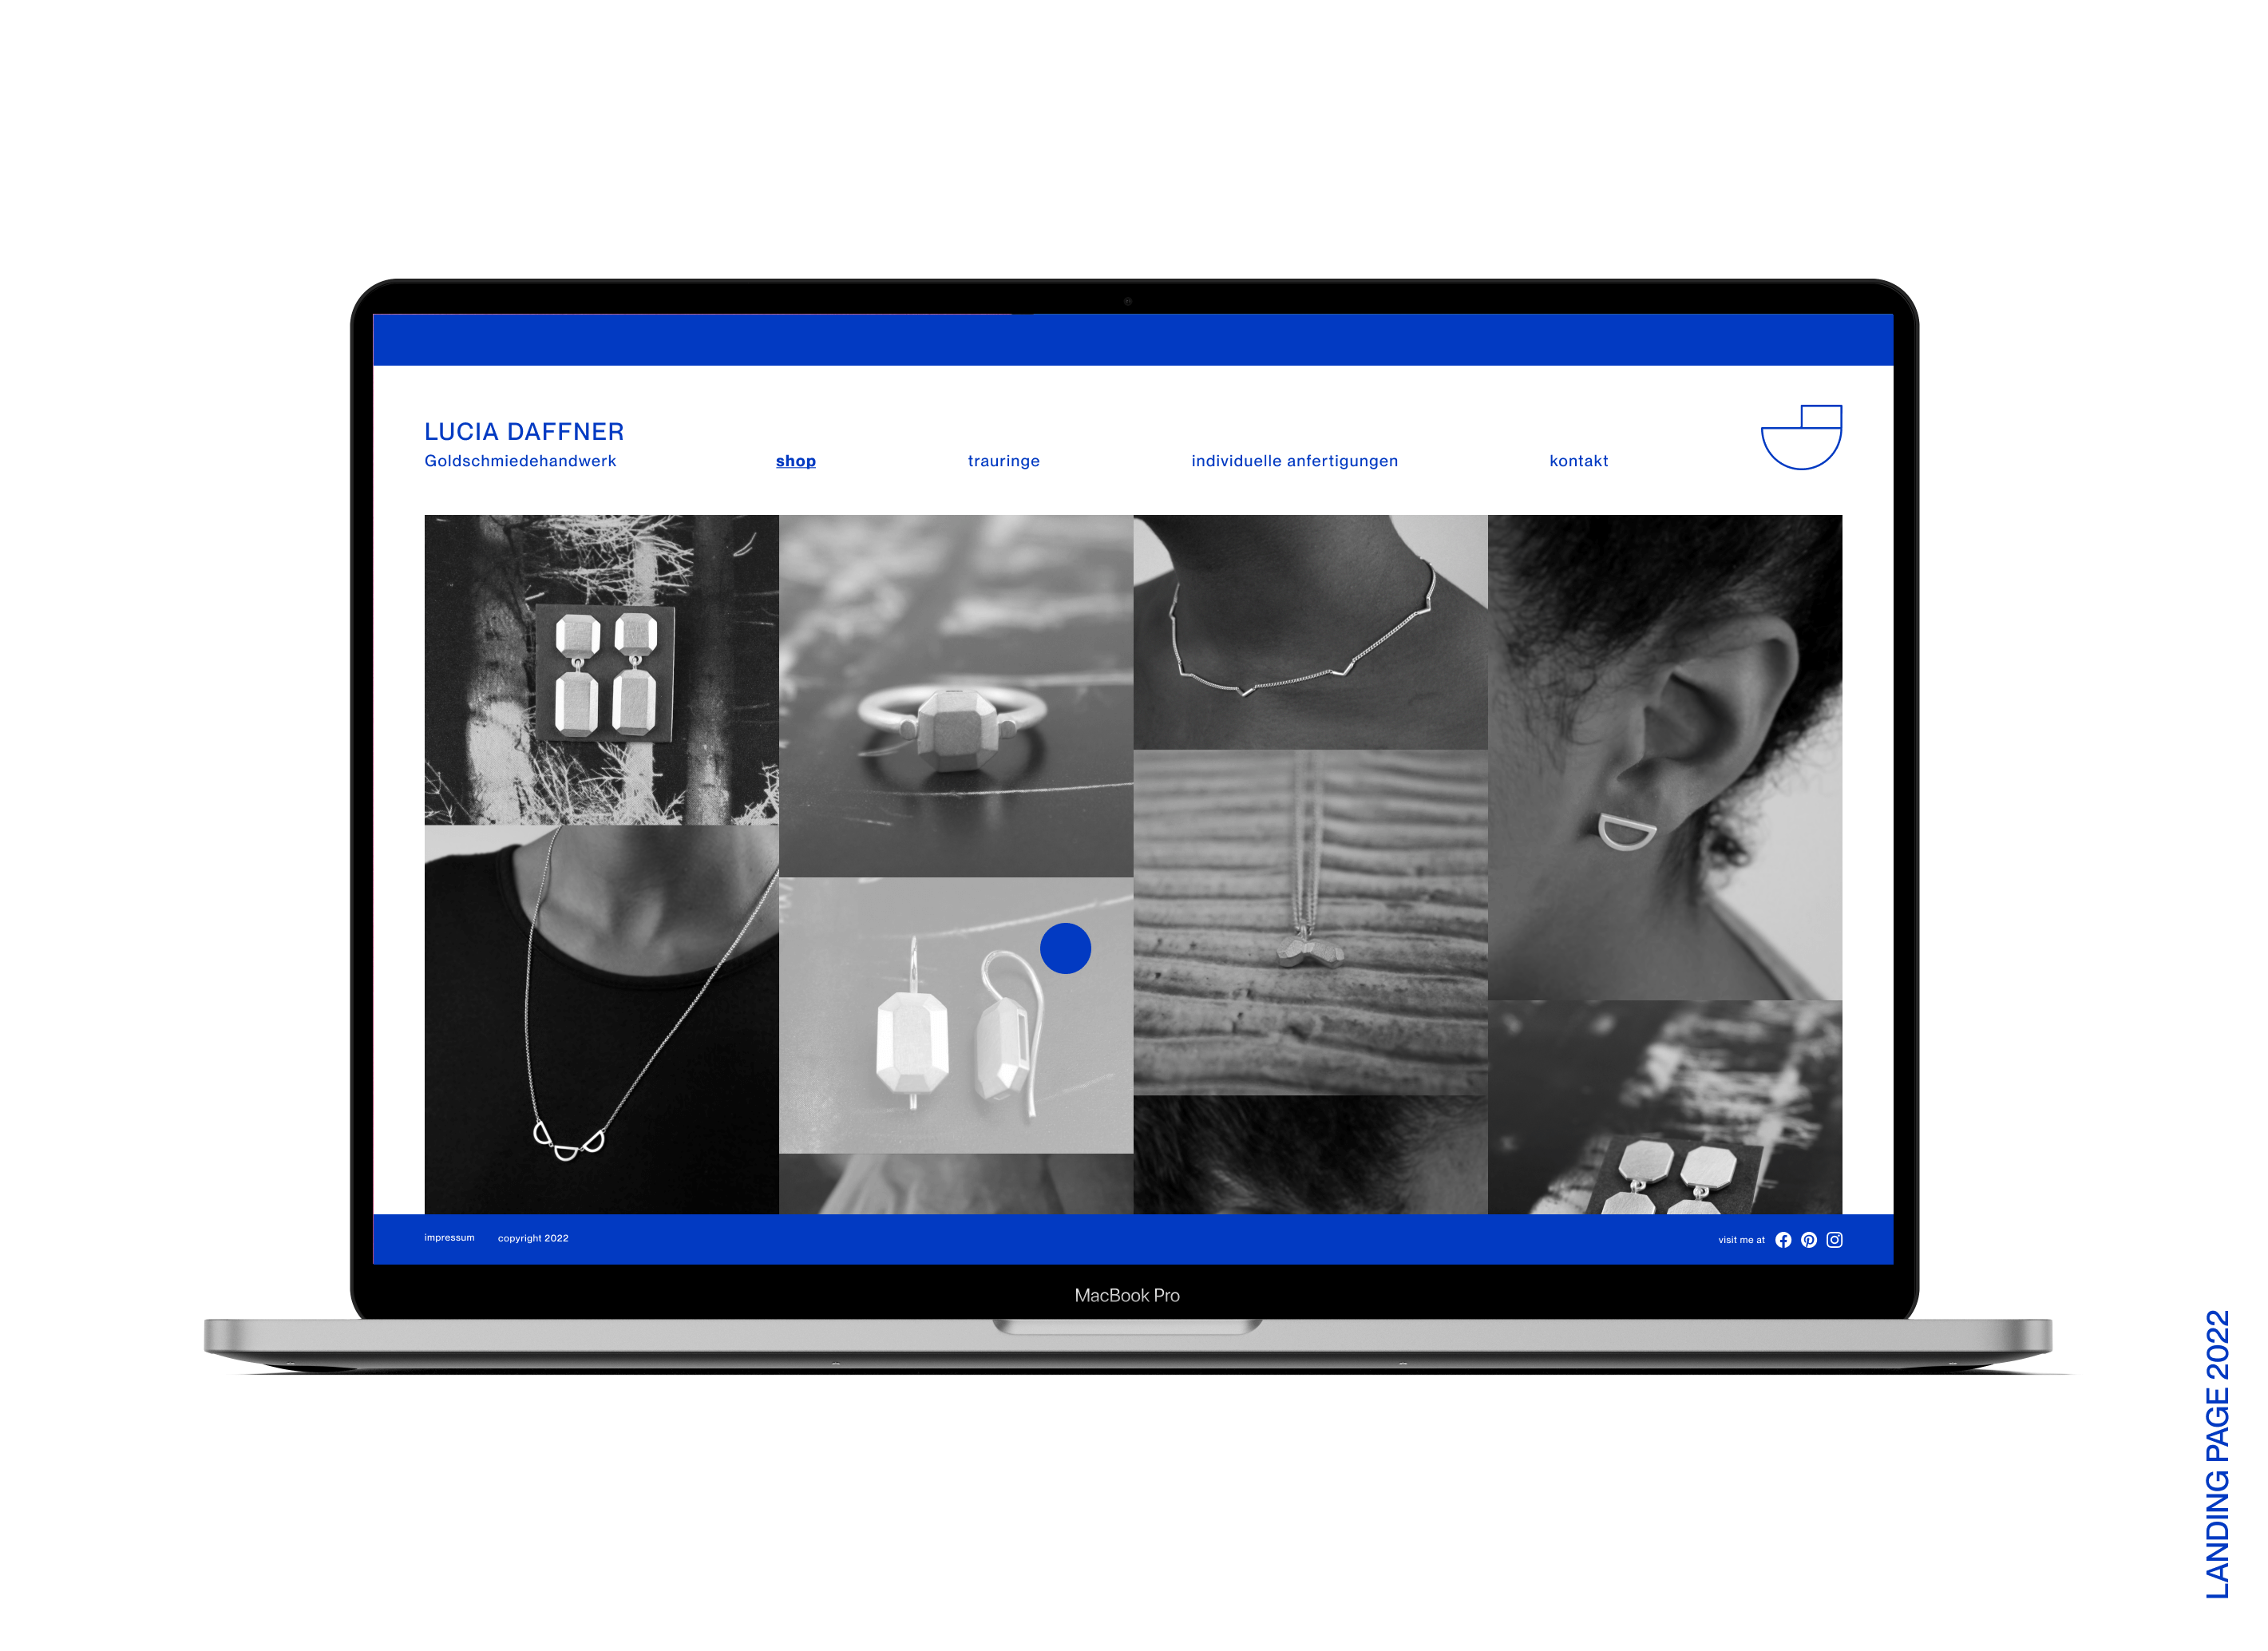 LUCIA DAFFNER
Goldschmiedehandwerk
shop
trauringe
individuelle anfertigungen
kontakt
impressum
copyright 2022
visit me at
MacBook Pro
LANDING PAGE 2022